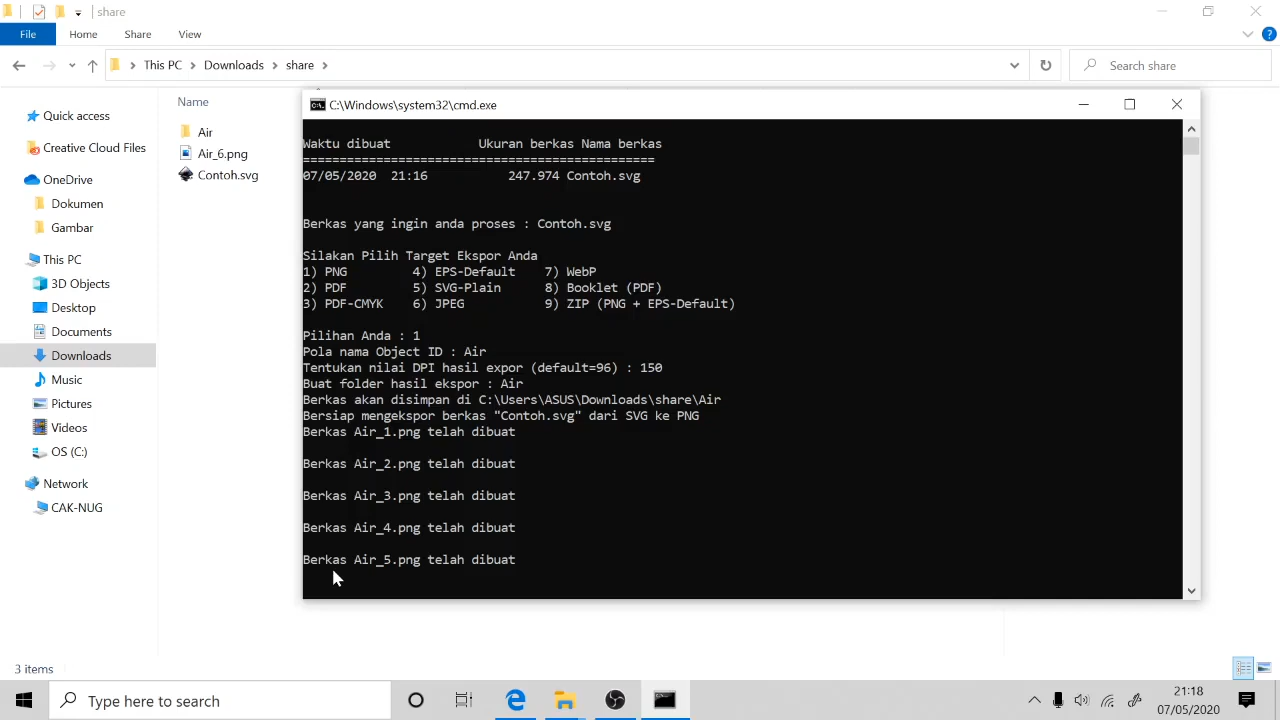 share
File Home Share View
This PC > Downloads > share >
Search share
Quick access
Creative Cloud Files
OneDrive
Dokumen
Gambar
This PC
3D Objects
Desktop
Documents
Downloads
Music
Pictures
Videos
OS (C:)
Network
CAK-NUG
Name
Air
Air_6.png
Contoh.svg
C:\Windows\system32\cmd.exe
Waktu dibuat Ukuran berkas Nama berkas
================================================
07/05/2020 21:16 247.974 Contoh.svg
Berkas yang ingin anda proses : Contoh.svg
Silakan Pilih Target Ekspor Anda
1) PNG 4) EPS-Default 7) WebP
2) PDF 5) SVG-Plain 8) Booklet (PDF)
3) PDF-CMYK 6) JPEG 9) ZIP (PNG + EPS-Default)
Pilihan Anda : 1
Pola nama Object ID : Air
Tentukan nilai DPI hasil expor (default=96) : 150
Buat folder hasil ekspor : Air
Berkas akan disimpan di C:\Users\ASUS\Downloads\share\Air
Bersiap mengekspor berkas "Contoh.svg" dari SVG ke PNG
Berkas Air_1.png telah dibuat
Berkas Air_2.png telah dibuat
Berkas Air_3.png telah dibuat
Berkas Air_4.png telah dibuat
Berkas Air_5.png telah dibuat
3 items
Type here to search
21:18
07/05/2020